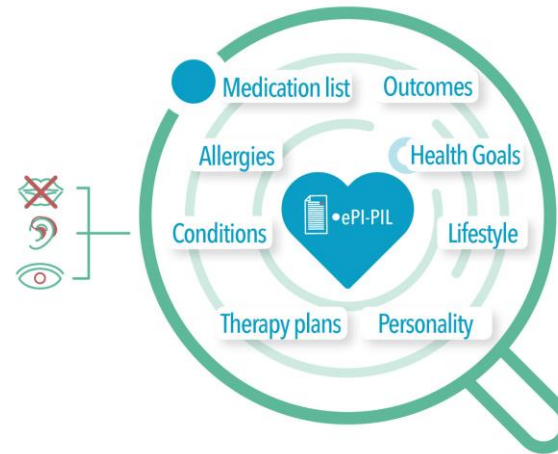 Medication list
Outcomes
Allergies
Health Goals
•ePI-PIL
Conditions
Lifestyle
Therapy plans
Personality